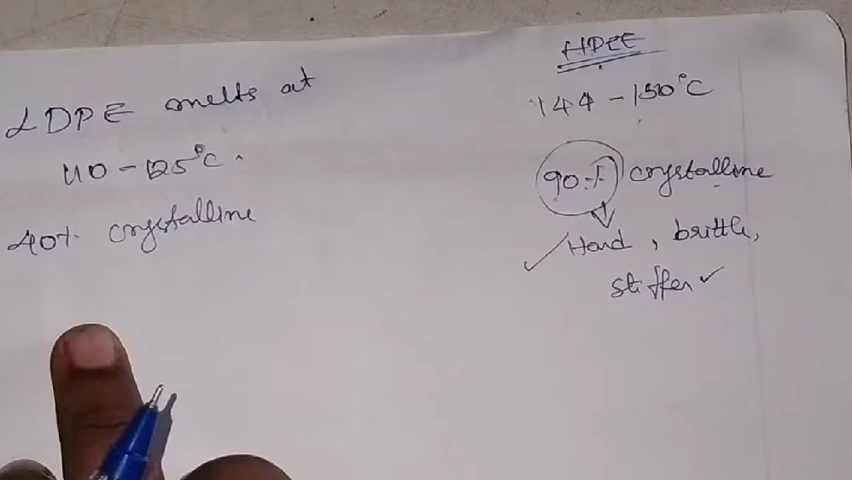 LDPE melts at
110 - 125°C.
40% crystalline
HDPE
144 - 150°C
90% crystalline
Hard, brittle,
stiffer